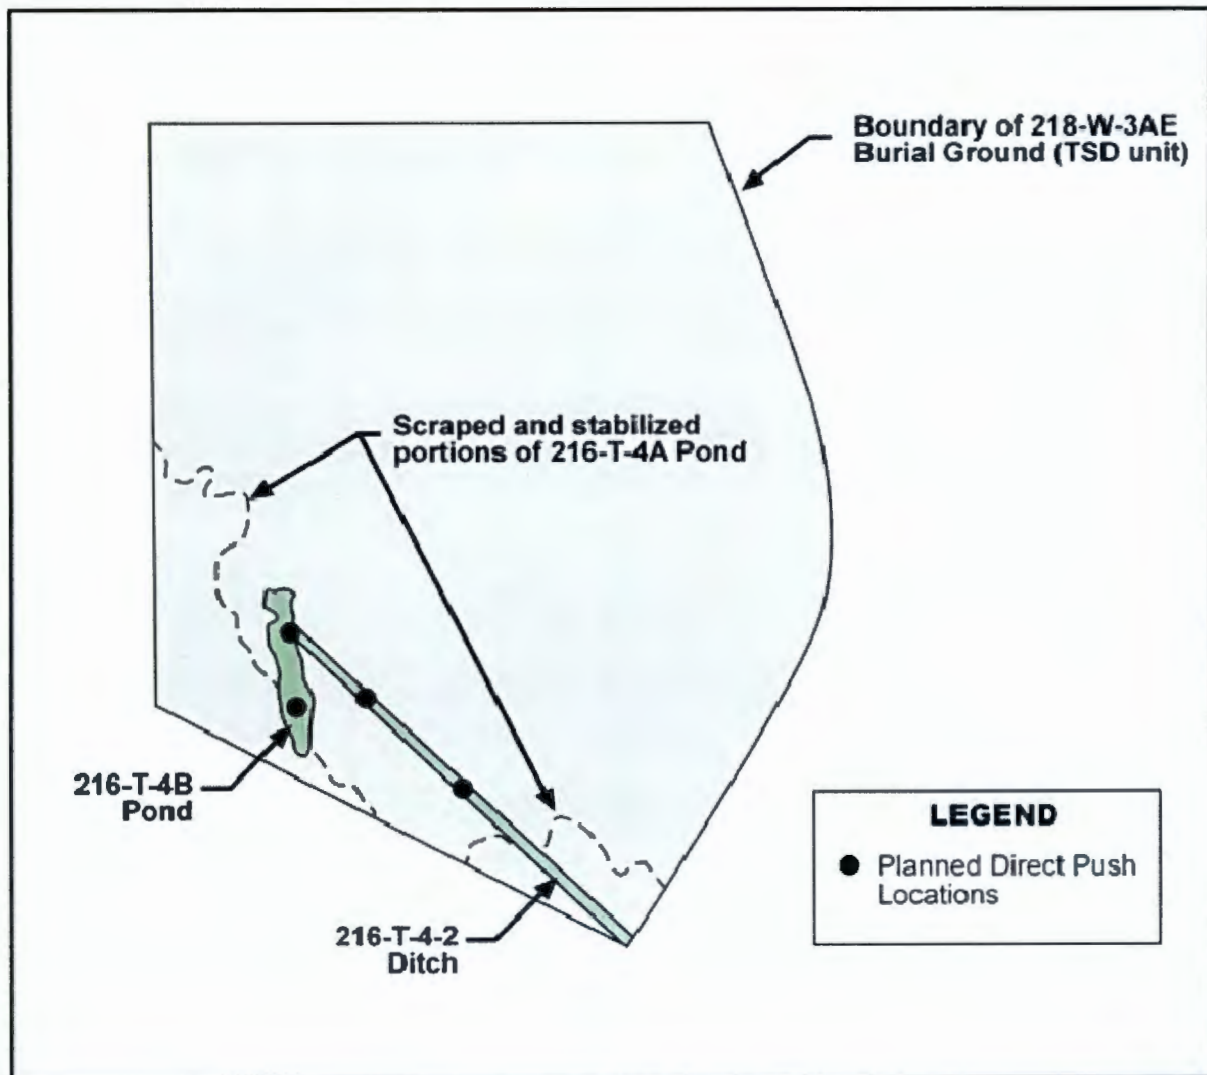 Boundary of 218-W-3AE
Burial Ground (TSD unit)
Scraped and stabilized
portions of 216-T-4A Pond
216-T-4B
Pond
216-T-4-2
Ditch
LEGEND
Planned Direct Push
Locations